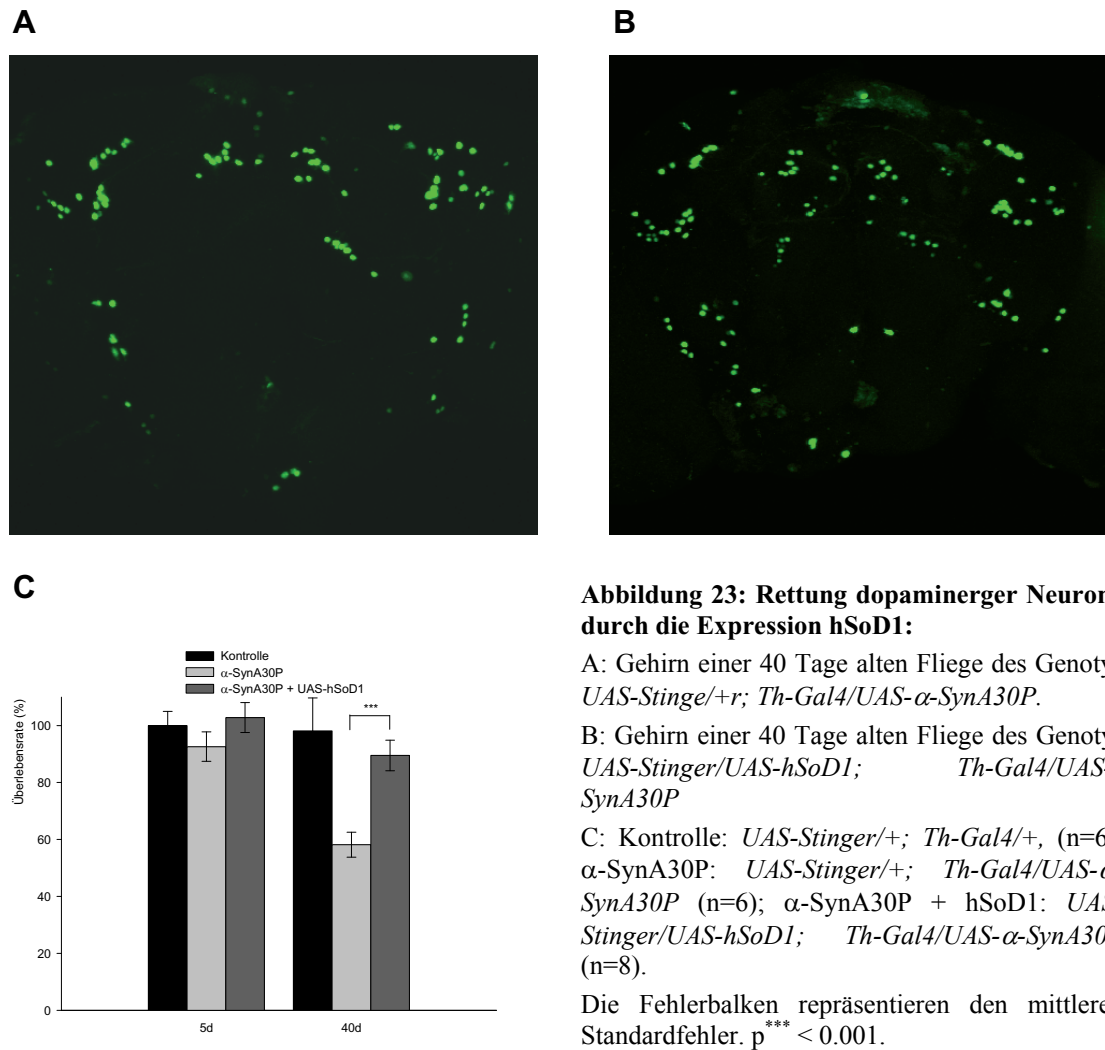 A
B
C
Kontrolle
α-SynA30P
α-SynA30P + UAS-hSoD1
***
Überlebensrate (%)
100
80
60
40
20
0
5d
40d
Abbildung 23: Rettung dopaminerger Neuron
durch die Expression hSoD1:
A: Gehirn einer 40 Tage alten Fliege des Genoty
UAS-Stinge/+r; Th-Gal4/UAS-α-SynA30P.
B: Gehirn einer 40 Tage alten Fliege des Genoty
UAS-Stinger/UAS-hSoD1; Th-Gal4/UAS-
SynA30P
C: Kontrolle: UAS-Stinger/+; Th-Gal4/+, (n=6
α-SynA30P: UAS-Stinger/+; Th-Gal4/UAS-α
SynA30P (n=6); α-SynA30P + hSoD1: UAS
Stinger/UAS-hSoD1; Th-Gal4/UAS-α-SynA30
(n=8).
Die Fehlerbalken repräsentieren den mittlere
Standardfehler. p*** < 0.001.